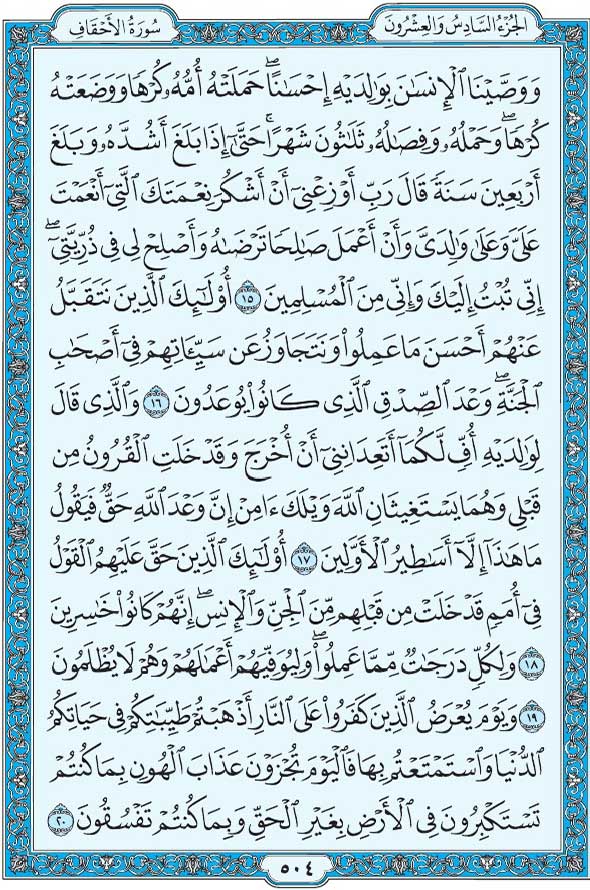 الجُزْءُ السَّادِسُ وَالعِشْرُونَ
سُورَةُ الأَحْقَافِ
وَوَصَّيْنَا ٱلْإِنسَٰنَ بِوَٰلِدَيْهِ إِحْسَٰنًا ۖ حَمَلَتْهُ أُمُّهُۥ كُرْهًا وَوَضَعَتْهُ
كُرْهًا ۖ وَحَمْلُهُۥ وَفِصَٰلُهُۥ ثَلَٰثُونَ شَهْرًا ۚ حَتَّىٰٓ إِذَا بَلَغَ أَشُدَّهُۥ وَبَلَغَ
أَرْبَعِينَ سَنَةً قَالَ رَبِّ أَوْزِعْنِىٓ أَنْ أَشْكُرَ نِعْمَتَكَ ٱلَّتِىٓ أَنْعَمْتَ
عَلَىَّ وَعَلَىٰ وَٰلِدَىَّ وَأَنْ أَعْمَلَ صَٰلِحًا تَرْضَىٰهُ وَأَصْلِحْ لِى فِى ذُرِّيَّتِىٓ ۖ
إِنِّى تُبْتُ إِلَيْكَ وَإِنِّى مِنَ ٱلْمُسْلِمِينَ ١٥ أُو۟لَٰٓئِكَ ٱلَّذِينَ نَتَقَبَّلُ
عَنْهُمْ أَحْسَنَ مَا عَمِلُوا۟ وَنَتَجَاوَزُ عَن سَيِّـَٔاتِهِمْ فِىٓ أَصْحَٰبِ
ٱلْجَنَّةِ ۖ وَعْدَ ٱلصِّدْقِ ٱلَّذِى كَانُوا۟ يُوعَدُونَ ١٦ وَٱلَّذِى قَالَ
لِوَٰلِدَيْهِ أُفٍّ لَّكُمَآ أَتَعِدَانِنِىٓ أَنْ أُخْرَجَ وَقَدْ خَلَتِ ٱلْقُرُونُ مِن
قَبْلِى وَهُمَا يَسْتَغِيثَانِ ٱللَّهَ وَيْلَكَ ءَامِنْ إِنَّ وَعْدَ ٱللَّهِ حَقٌّ فَيَقُولُ
مَا هَٰذَآ إِلَّآ أَسَٰطِيرُ ٱلْأَوَّلِينَ ١٧ أُو۟لَٰٓئِكَ ٱلَّذِينَ حَقَّ عَلَيْهِمُ ٱلْقَوْلُ
فِىٓ أُمَمٍ قَدْ خَلَتْ مِن قَبْلِهِم مِّنَ ٱلْجِنِّ وَٱلْإِنسِ ۖ إِنَّهُمْ كَانُوا۟ خَٰسِرِينَ
١٨ وَلِكُلٍّ دَرَجَٰتٌ مِّمَّا عَمِلُوا۟ ۖ وَلِيُوَفِّيَهُمْ أَعْمَٰلَهُمْ وَهُمْ لَا يُظْلَمُونَ
١٩ وَيَوْمَ يُعْرَضُ ٱلَّذِينَ كَفَرُوا۟ عَلَى ٱلنَّارِ أَذْهَبْتُمْ طَيِّبَٰتِكُمْ فِى حَيَاتِكُمُ
ٱلدُّنْيَا وَٱسْتَمْتَعْتُم بِهَا فَٱلْيَوْمَ تُجْزَوْنَ عَذَابَ ٱلْهُونِ بِمَا كُنتُمْ
تَسْتَكْبِرُونَ فِى ٱلْأَرْضِ بِغَيْرِ ٱلْحَقِّ وَبِمَا كُنتُمْ تَفْسُقُونَ ٢٠
٥٠٤